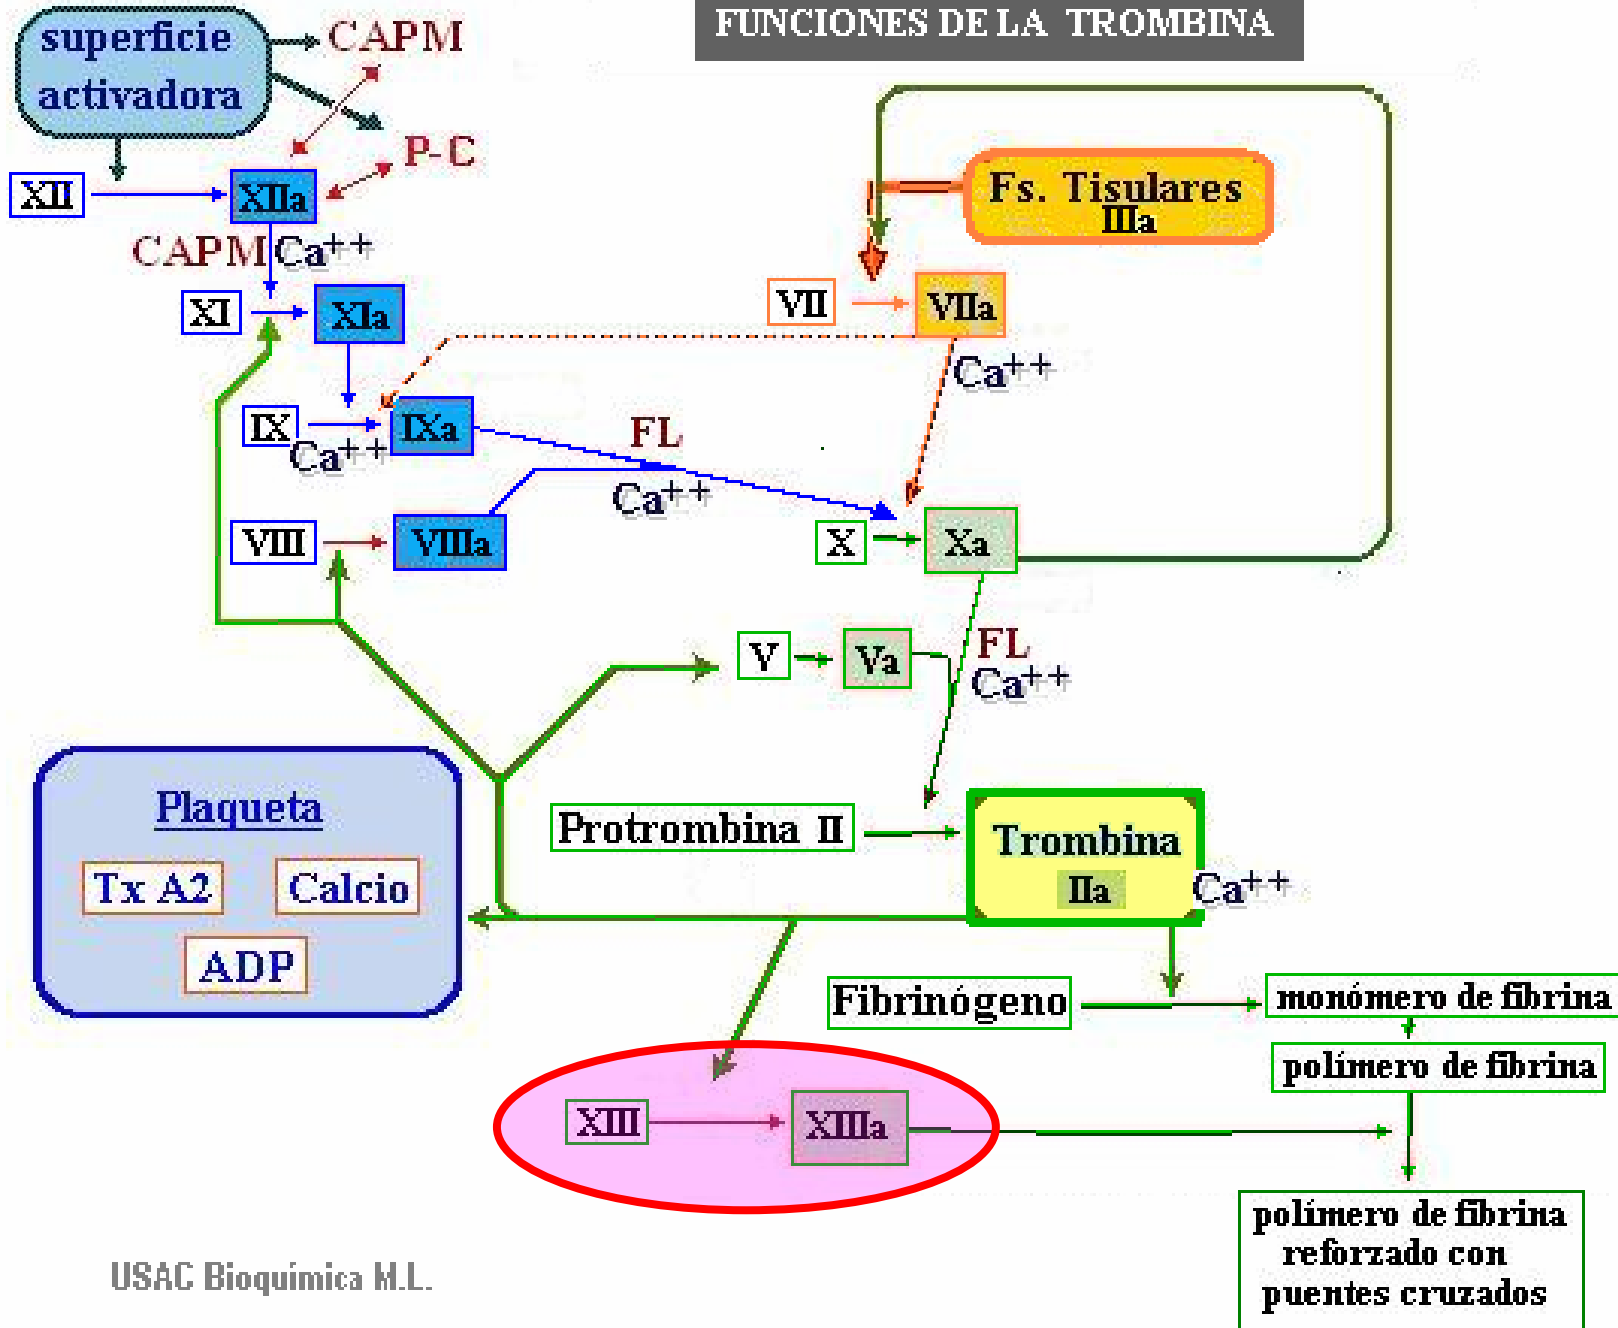 FUNCIONES DE LA TROMBINA
superficie
activadora
CAPM
P-C
XII
XIIa
CAPM
Ca++
XI
XIa
Fs. Tisulares
IIIa
VII
VIIa
Ca++
IX
IXa
Ca++
FL
Ca++
VIII
VIIIa
X
Xa
V
Va
FL
Ca++
Plaqueta
Tx A2
Calcio
ADP
Protrombina II
Trombina
IIa
Ca++
Fibrinógeno
monómero de fibrina
polímero de fibrina
XIII
XIIIa
polímero de fibrina
reforzado con
puentes cruzados
USAC Bioquímica M.L.